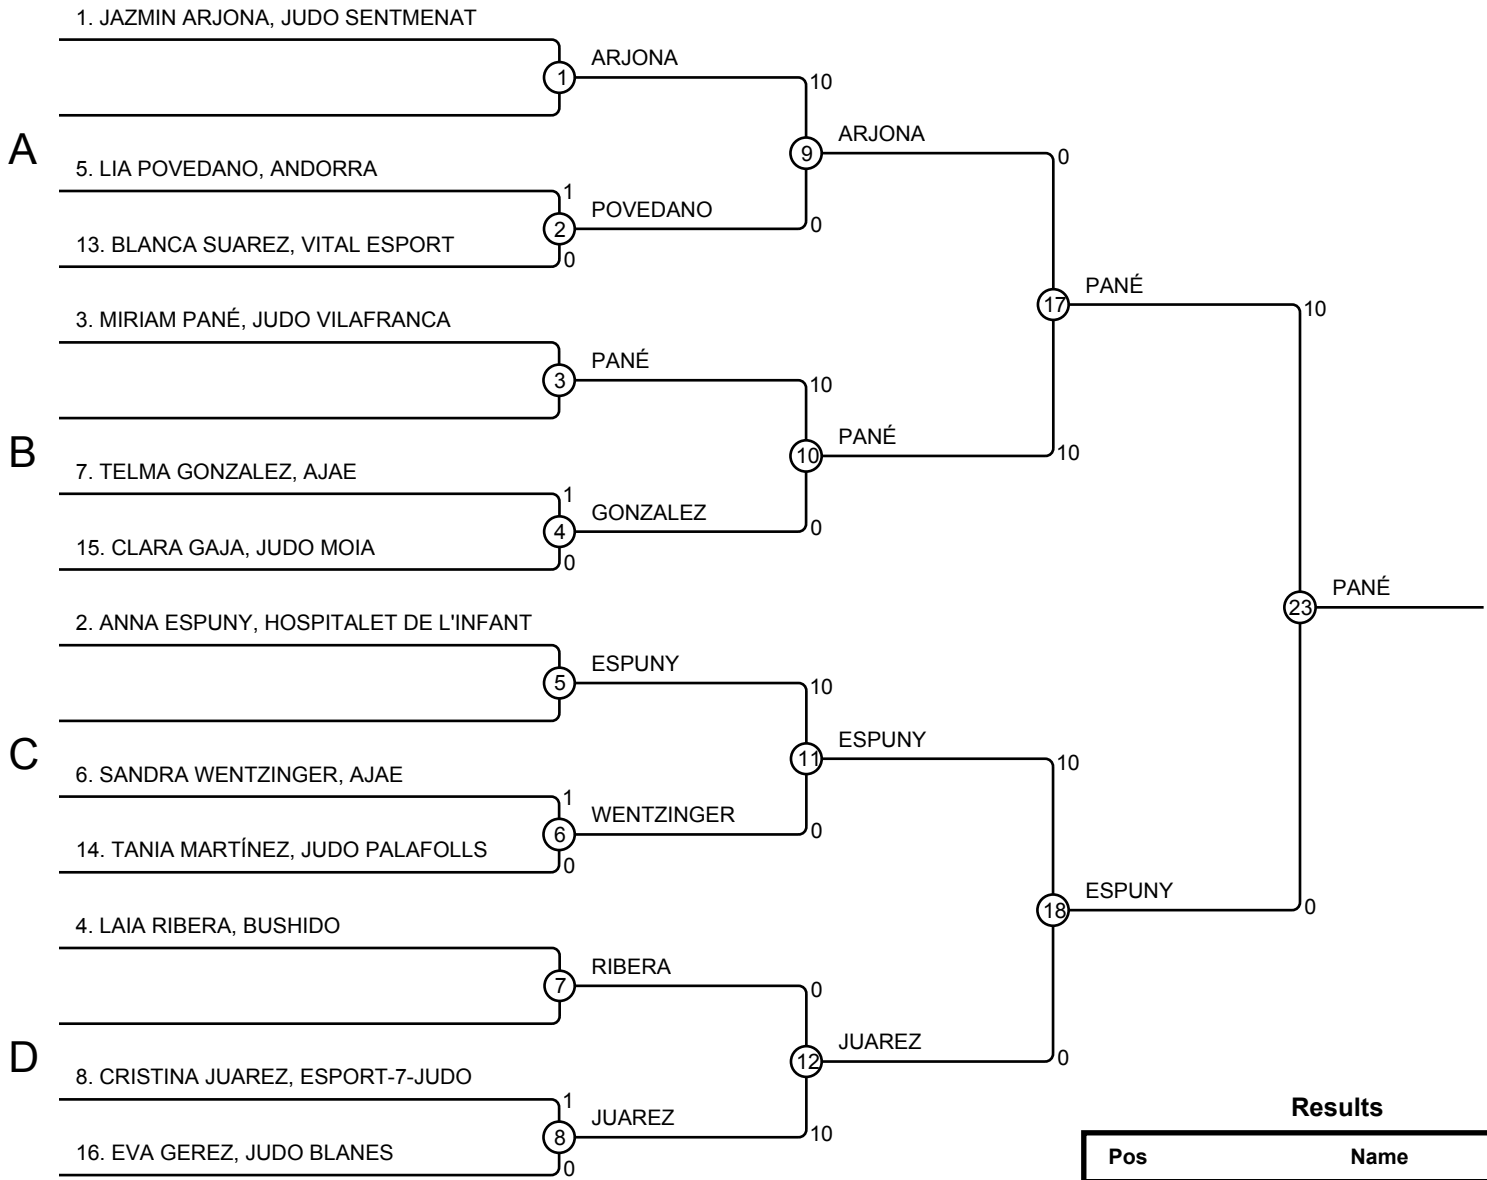 1. JAZMIN ARJONA, JUDO SENTMENAT
1
ARJONA
10
A
5. LIA POVEDANO, ANDORRA
1
2
POVEDANO
0
13. BLANCA SUAREZ, VITAL ESPORT
0
9
ARJONA
0
3. MIRIAM PANÉ, JUDO VILAFRANCA
3
PANÉ
10
B
7. TELMA GONZALEZ, AJAE
1
4
GONZALEZ
0
15. CLARA GAJA, JUDO MOIA
0
10
PANÉ
10
17
PANÉ
10
2. ANNA ESPUNY, HOSPITALET DE L'INFANT
5
ESPUNY
10
C
6. SANDRA WENTZINGER, AJAE
1
6
WENTZINGER
0
14. TANIA MARTÍNEZ, JUDO PALAFOLLS
0
11
ESPUNY
10
4. LAIA RIBERA, BUSHIDO
7
RIBERA
0
D
8. CRISTINA JUAREZ, ESPORT-7-JUDO
1
8
JUAREZ
10
16. EVA GEREZ, JUDO BLANES
0
12
JUAREZ
0
18
ESPUNY
0
23
PANÉ
Results
Pos Name